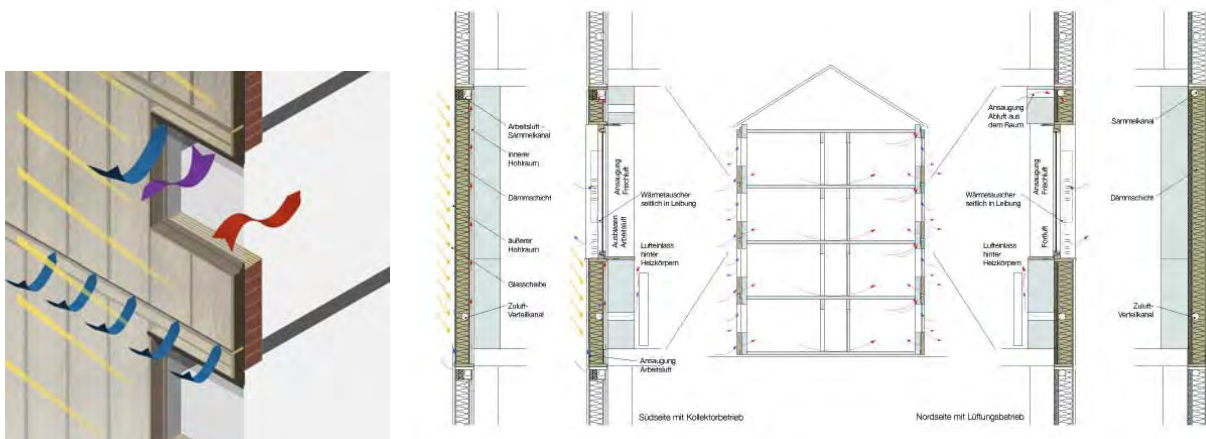 Arbeitsluft –
Sammelkanal
innerer
Hohlraum
Dämmschicht
äußerer
Hohlraum
Glasscheibe
Zuluft-
Verteilkanal
Ansaugung
Frischluft
Ausblasen
Arbeitsluft
Wärmetauscher
seitlich in Leibung
Lufteinlass
hinter
Heizkörpern
Ansaugung
Arbeitsluft
Südseite mit Kollektorbetrieb
Ansaugung
Abluft aus
dem Raum
Wärmetauscher
seitlich in Leibung
Lufteinlass
hinter
Heizkörpern
Ansaugung
Frischluft
Fortluft
Sammelkanal
Dämmschicht
Zuluft-
Verteilkanal
Nordseite mit Lüftungsbetrieb